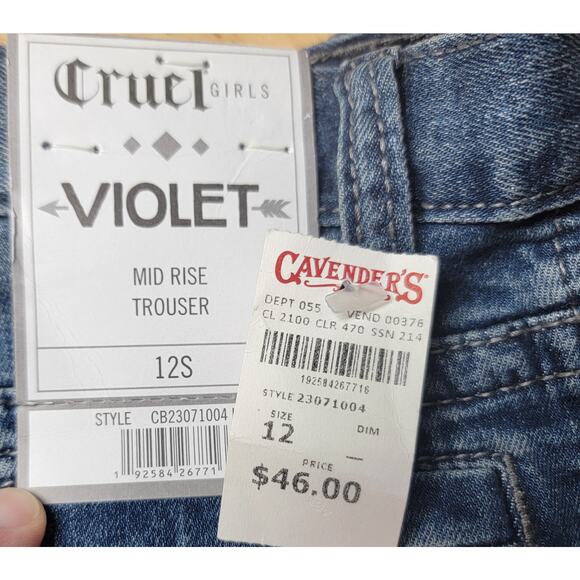 Cruel GIRLS
VIOLET
MID RISE
TROUSER
12S
STYLE CB23071004
1 92584 26771
CAVENDER'S
DEPT 055 VEND 00376
CL 2100 CLR 470 SSN 214
192584267716
STYLE 23071004
SIZE
12 DIM
PRICE
$46.00